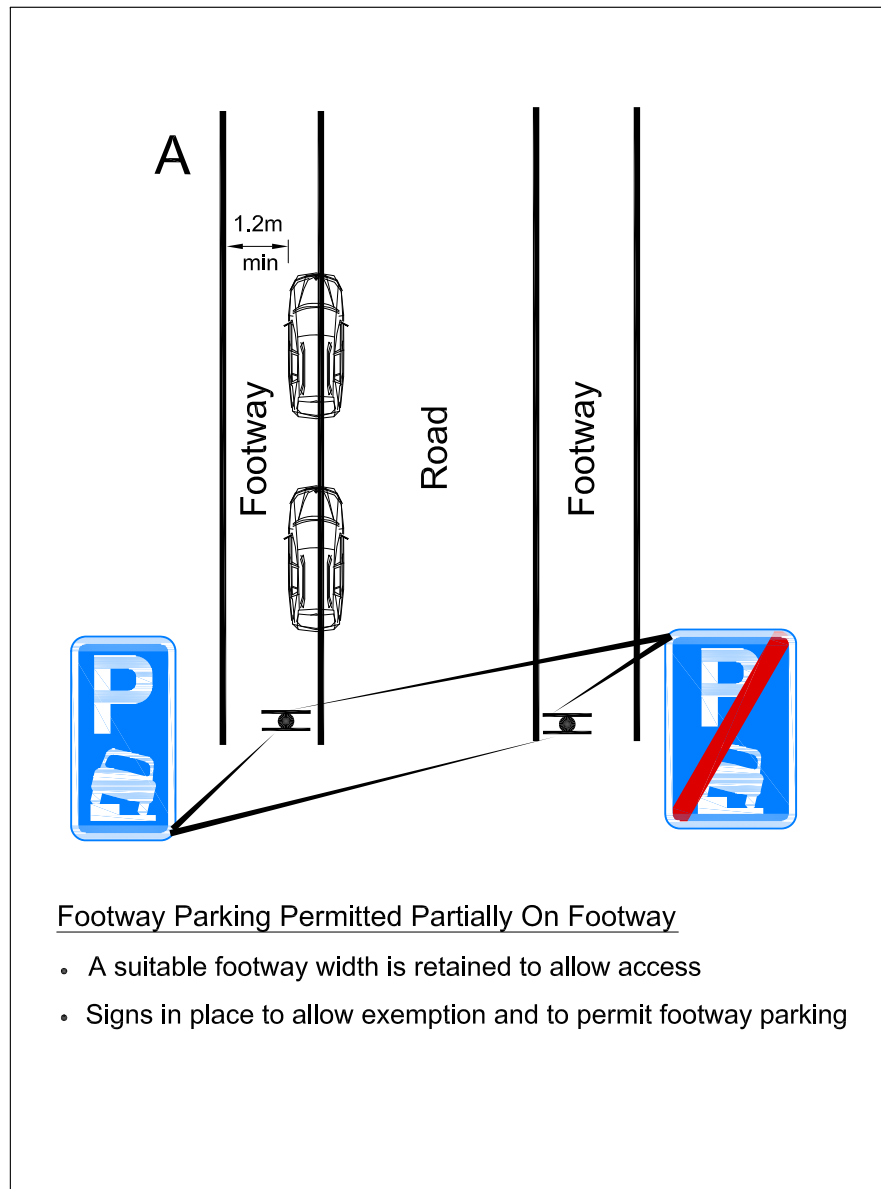 A
1.2m
min
Footway
Road
Footway
P
P
Footway Parking Permitted Partially On Footway
• A suitable footway width is retained to allow access
• Signs in place to allow exemption and to permit footway parking